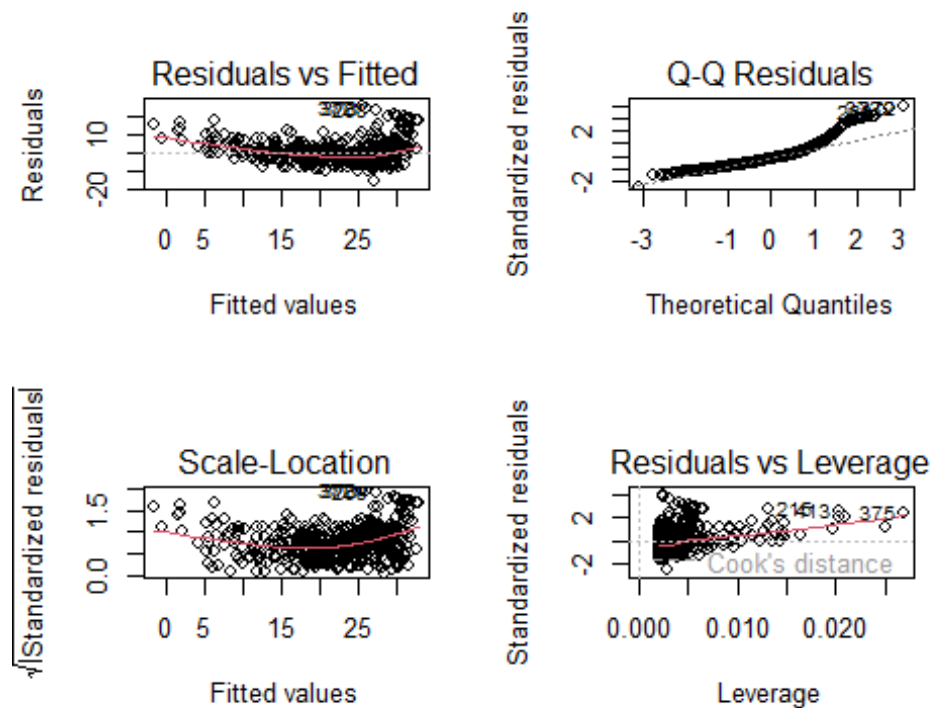 Residuals vs Fitted
Residuals
10
-20
0 5 15 25
Fitted values
Q-Q Residuals
Standardized residuals
2
-2
-3 -1 0 1 2 3
Theoretical Quantiles
Scale-Location
√|Standardized residuals|
1.5
0.0
0 5 15 25
Fitted values
Residuals vs Leverage
Standardized residuals
2
-2
215 413 375
Cook's distance
0.000 0.010 0.020
Leverage